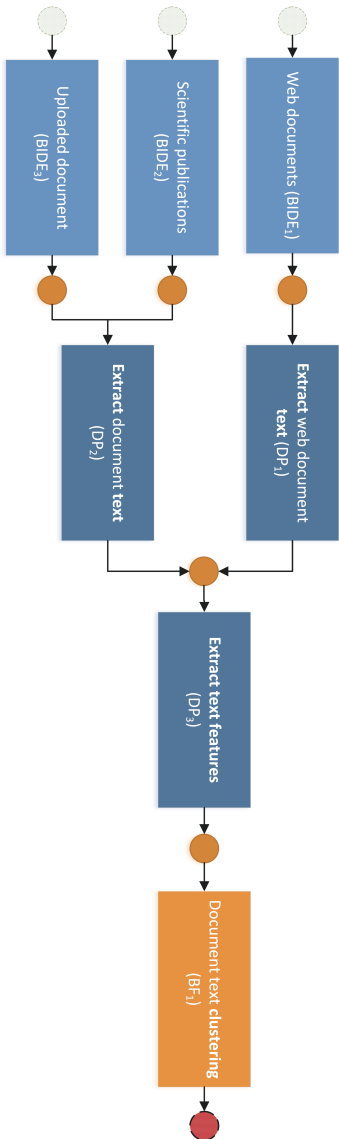 Web documents (BIDE₁)
Scientific publications
(BIDE₂)
Uploaded document
(BIDE₃)
Extract web document
text (DP₁)
Extract document text
(DP₂)
Extract text features
(DP₃)
Document text clustering
(BF₁)